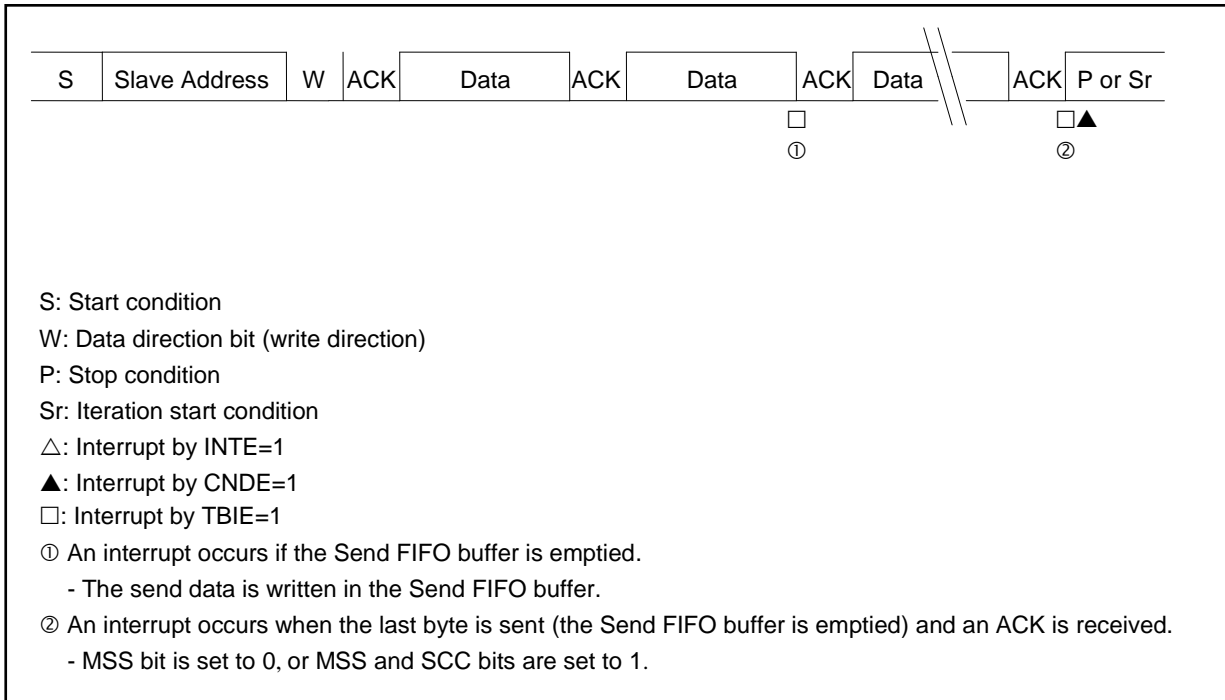 S Slave Address W ACK Data ACK Data ACK Data ACK P or Sr
□ □▲
① ②
S: Start condition
W: Data direction bit (write direction)
P: Stop condition
Sr: Iteration start condition
△: Interrupt by INTE=1
▲: Interrupt by CNDE=1
□: Interrupt by TBIE=1
① An interrupt occurs if the Send FIFO buffer is emptied.
- The send data is written in the Send FIFO buffer.
② An interrupt occurs when the last byte is sent (the Send FIFO buffer is emptied) and an ACK is received.
- MSS bit is set to 0, or MSS and SCC bits are set to 1.